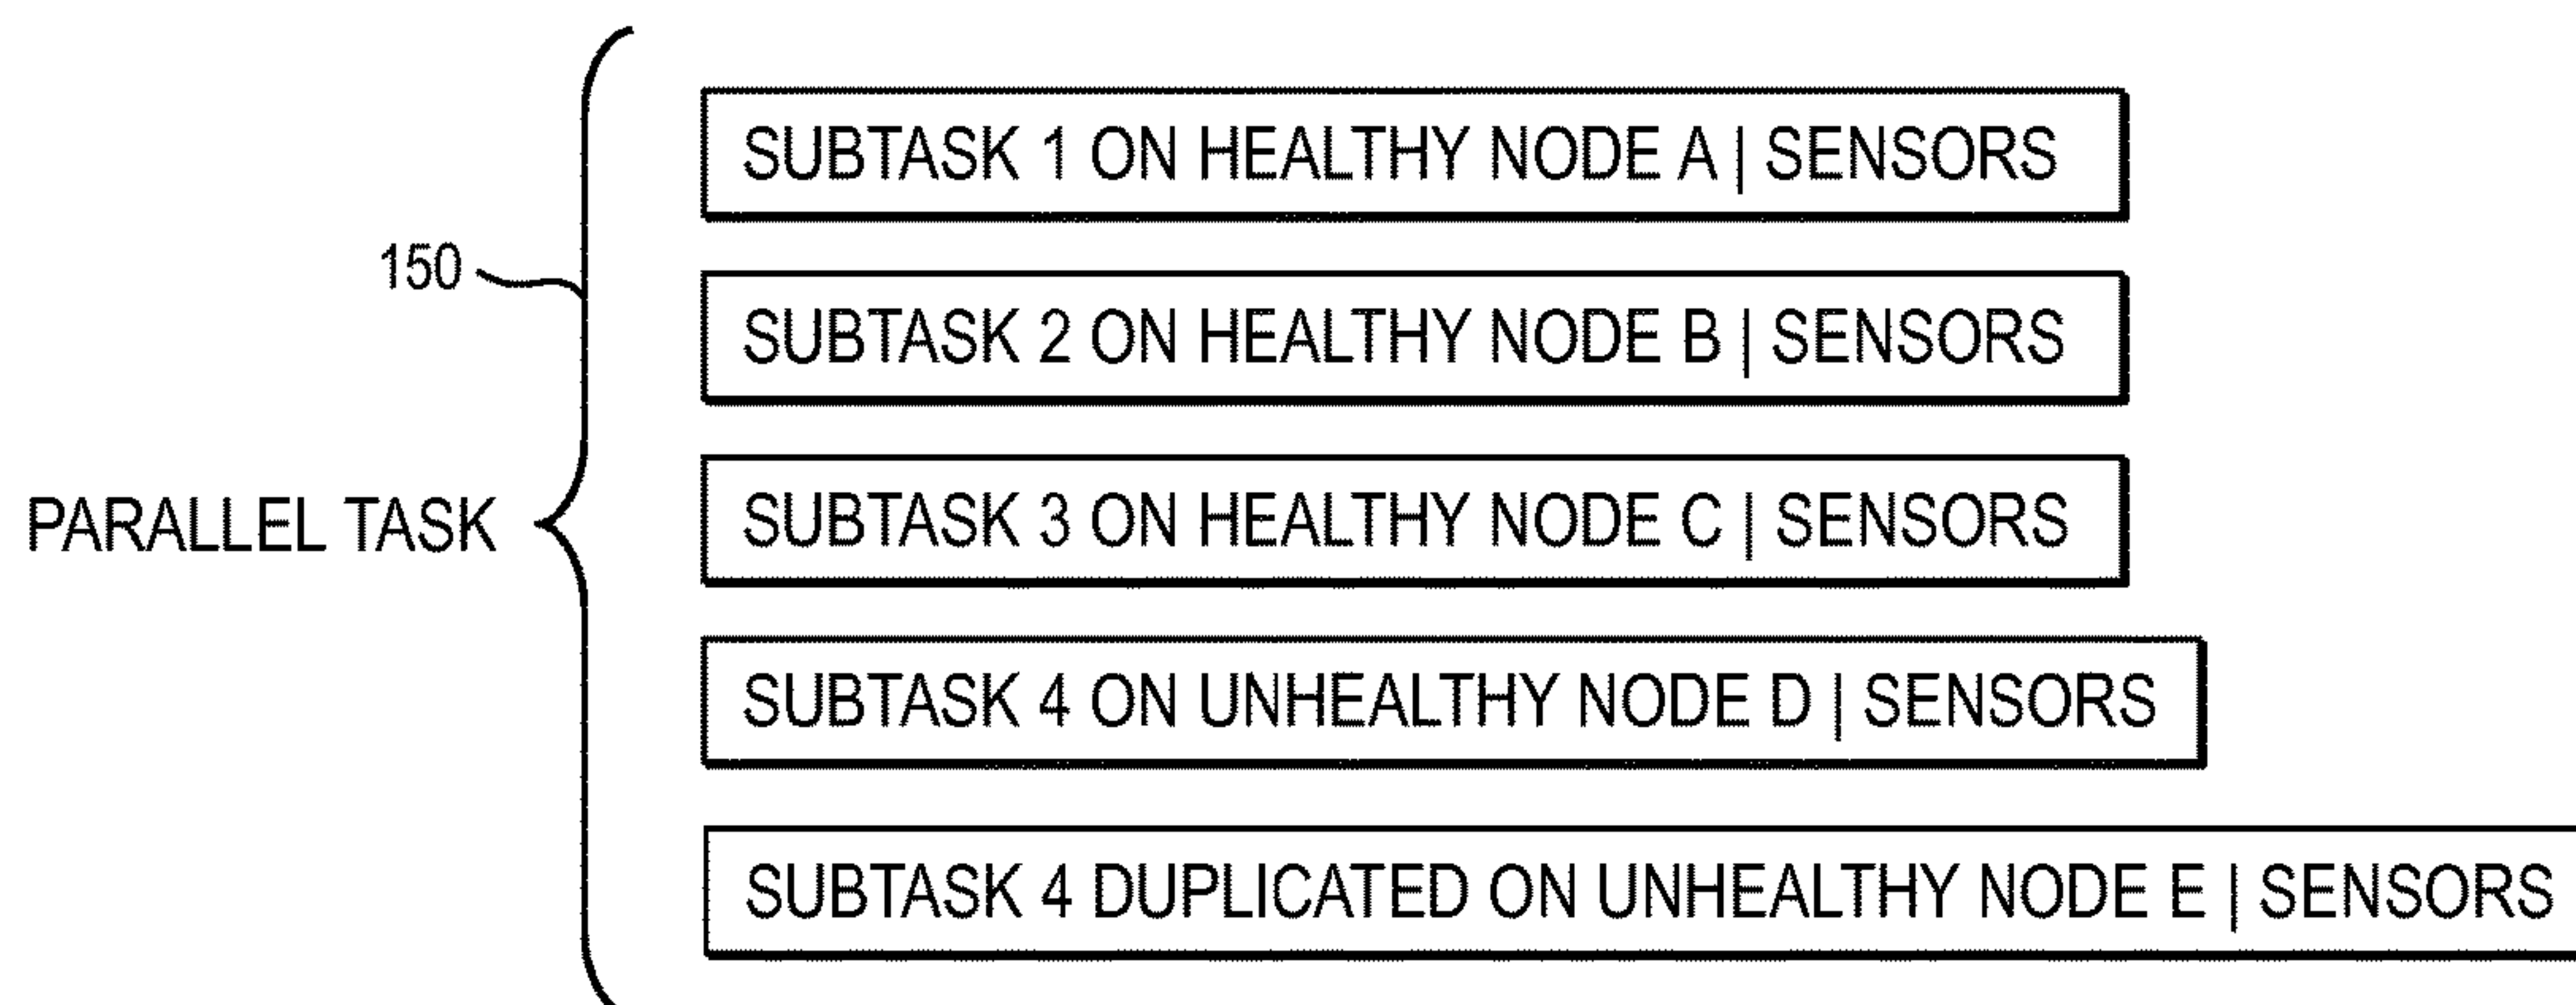 SUBTASK 1 ON HEALTHY NODE A | SENSORS
150
SUBTASK 2 ON HEALTHY NODE B | SENSORS
PARALLEL TASK
SUBTASK 3 ON HEALTHY NODE C | SENSORS
SUBTASK 4 ON UNHEALTHY NODE D | SENSORS
SUBTASK 4 DUPLICATED ON UNHEALTHY NODE E | SENSORS